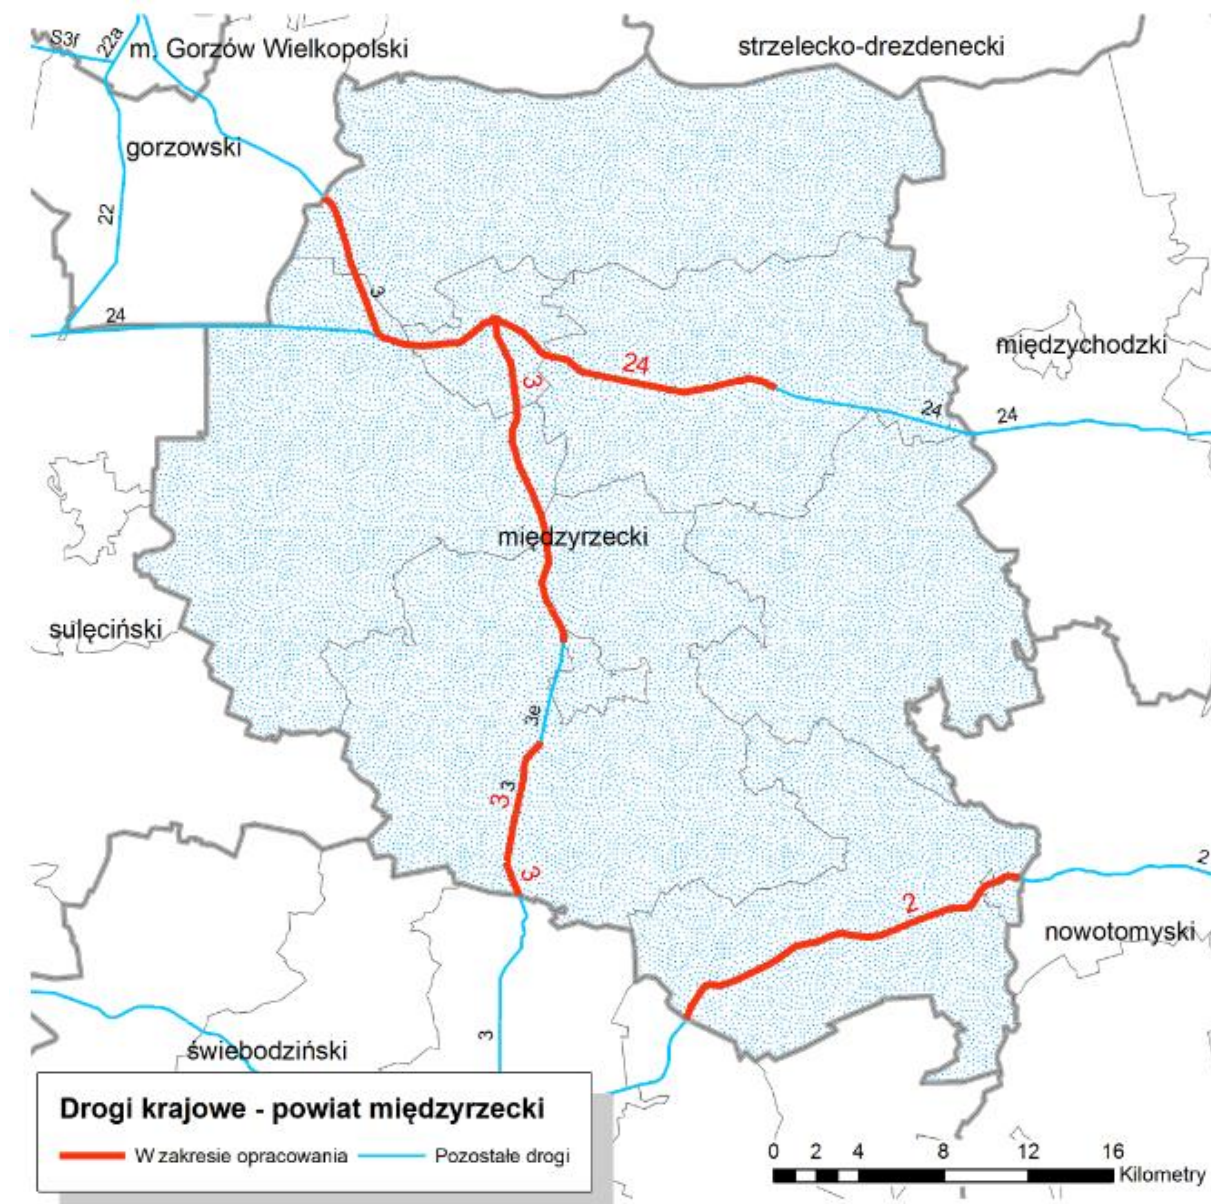 S3f
22a
m. Gorzów Wielkopolski
strzelecko-drezdenecki
gorzowski
22
3
24
międzychodzki
24
3
24
24
międzyrzecki
sulęciński
3e
3
3
3
2
2
nowotomyski
3
świebodziński
Drogi krajowe - powiat międzyrzecki
W zakresie opracowania
Pozostałe drogi
0 2 4 8 12 16
Kilometry